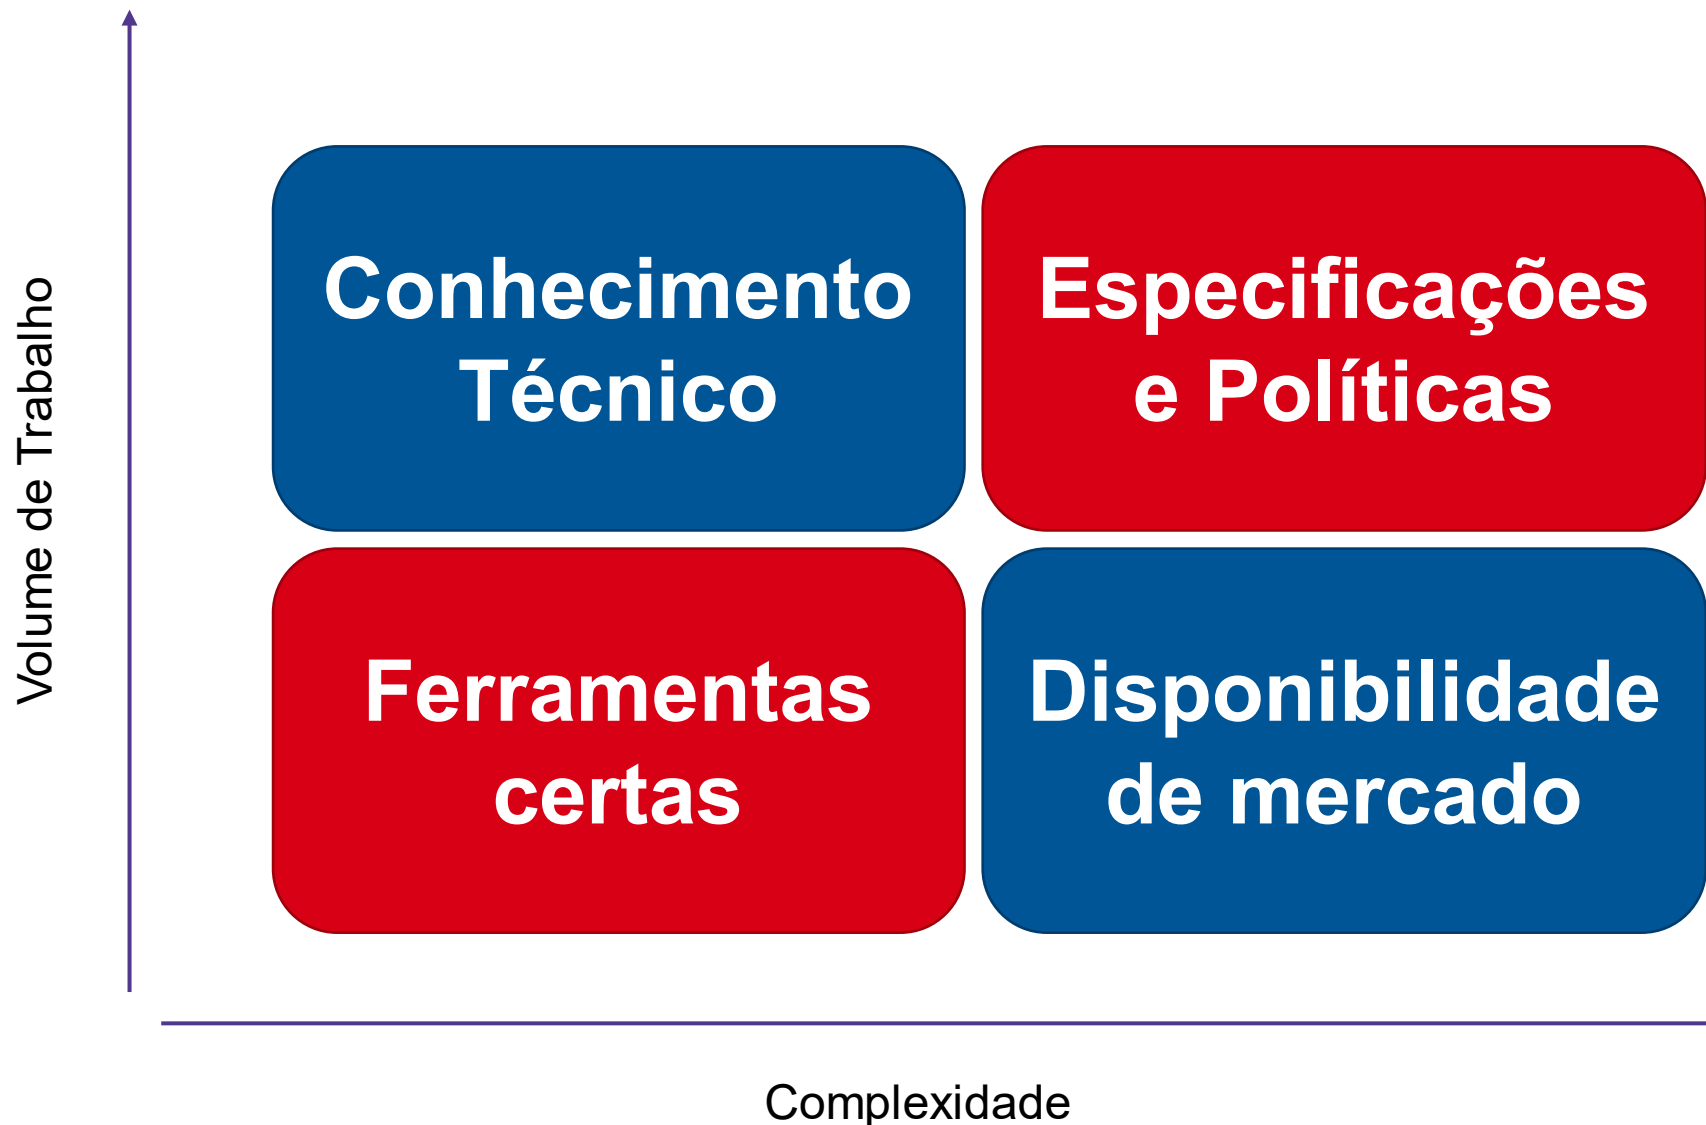 Volume de Trabalho
Conhecimento
Técnico
Especificações
e Políticas
Ferramentas
certas
Disponibilidade
de mercado
Complexidade